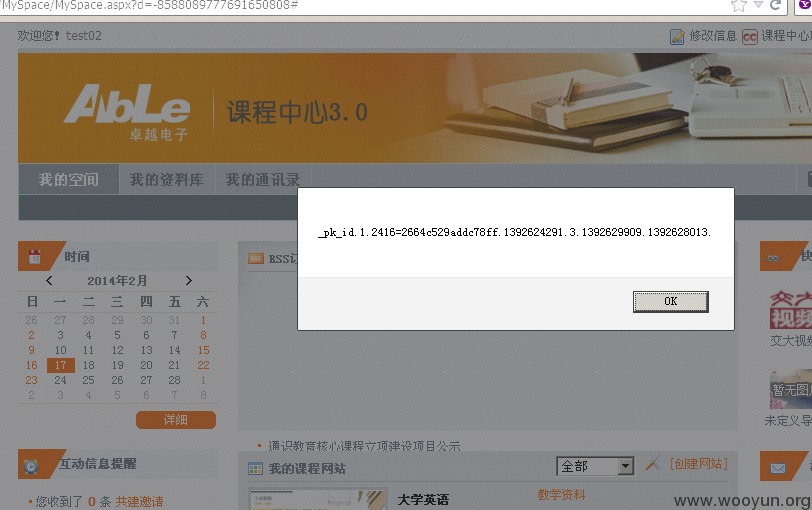 /MySpace/MySpace.aspx?d=-8588089777691650808#
欢迎您! test02
修改信息 课程中心
AbLe
卓越电子
课程中心3.0
我的空间 我的资料库 我的通讯录
_pk_id.1.2416=2664c529addc78ff.1392624291.3.1392629909.1392628013.
OK
时间
2014年2月
日 一 二 三 四 五 六
26 27 28 29 30 31 1
2 3 4 5 6 7 8
9 10 11 12 13 14 15
16 17 18 19 20 21 22
23 24 25 26 27 28 1
2 3 4 5 6 7 8
详细
RSS订
交大
视频
交大视频
暂无图
未定义导
通识教育核心课程立项建设项目公示
互动信息提醒
您收到了 0 条 共建邀请
我的课程网站
全部
[创建网站]
大学英语
教学资料
www.wooyun.org